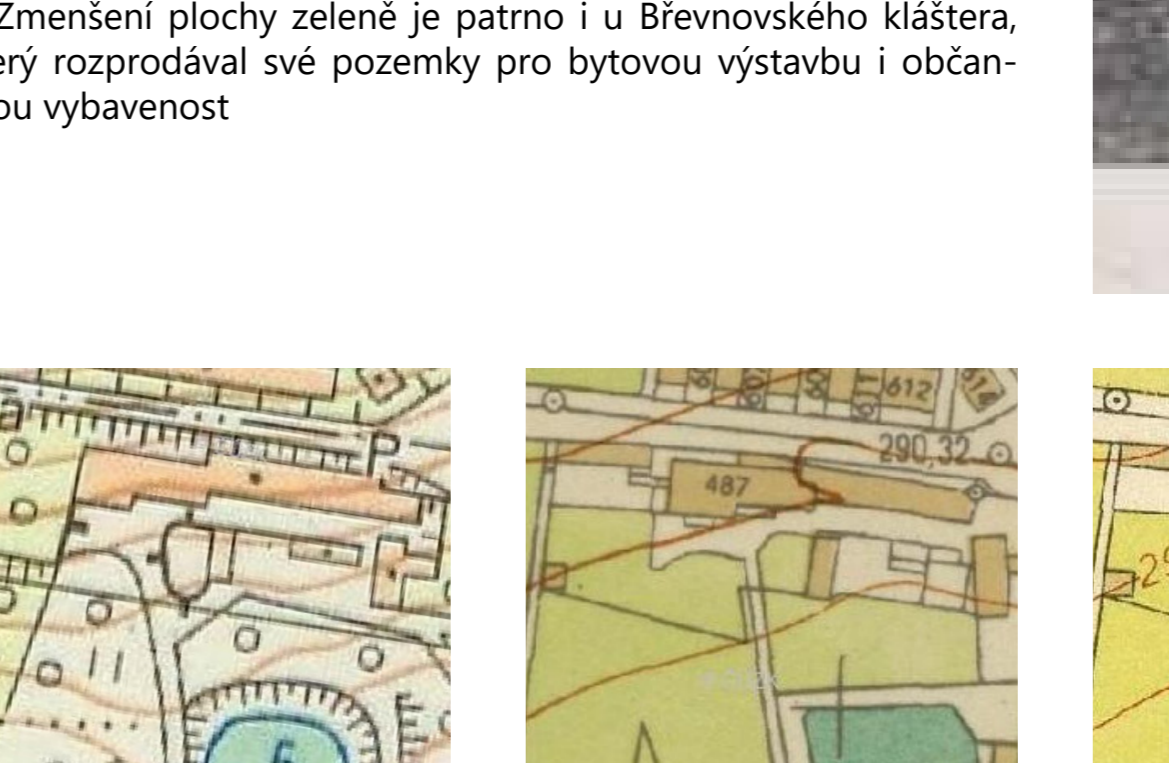 Zmenšení plochy zeleně je patrno i u Břevnovského kláštera,
erý rozprodával své pozemky pro bytovou výstavbu i občan-
ou vybavenost
612
614
290,32
487
P